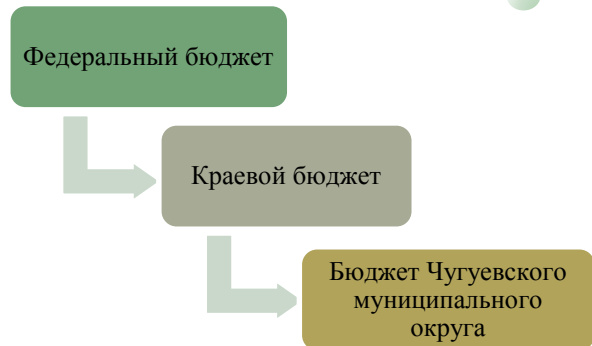 Федеральный бюджет
Краевой бюджет
Бюджет Чугуевского
муниципального
округа